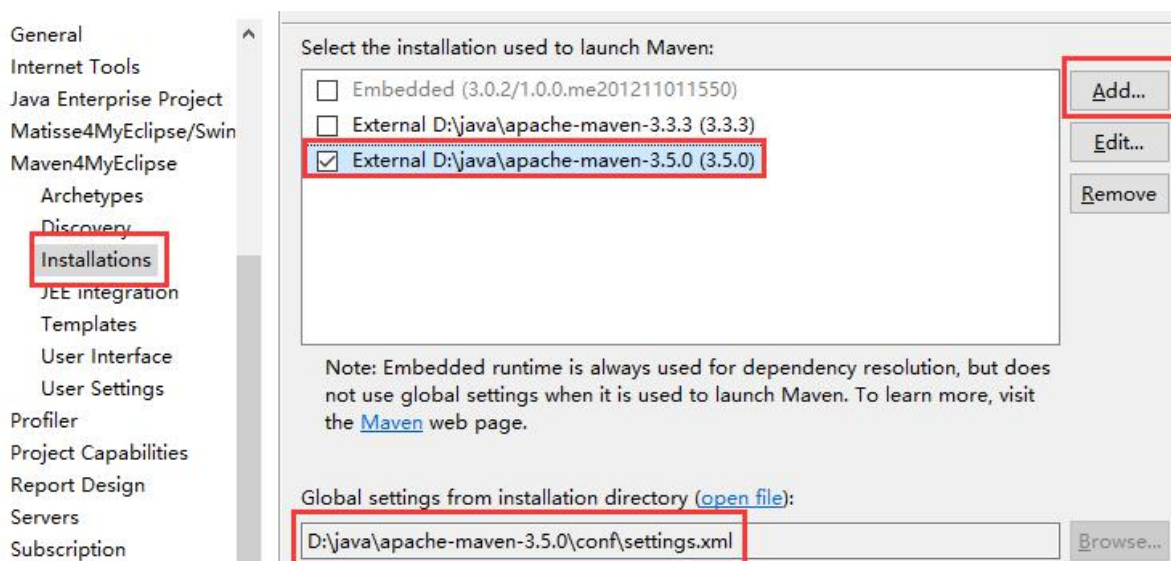 General
Internet Tools
Java Enterprise Project
Matisse4MyEclipse/Swin
Maven4MyEclipse
Archetypes
Discovery
Installations
JEE integration
Templates
User Interface
User Settings
Profiler
Project Capabilities
Report Design
Servers
Subscription
Select the installation used to launch Maven:
Embedded (3.0.2/1.0.0.me201211011550)
External D:\java\apache-maven-3.3.3 (3.3.3)
External D:\java\apache-maven-3.5.0 (3.5.0)
Add...
Edit...
Remove
Note: Embedded runtime is always used for dependency resolution, but does
not use global settings when it is used to launch Maven. To learn more, visit
the Maven web page.
Global settings from installation directory (open file):
D:\java\apache-maven-3.5.0\conf\settings.xml
Browse...